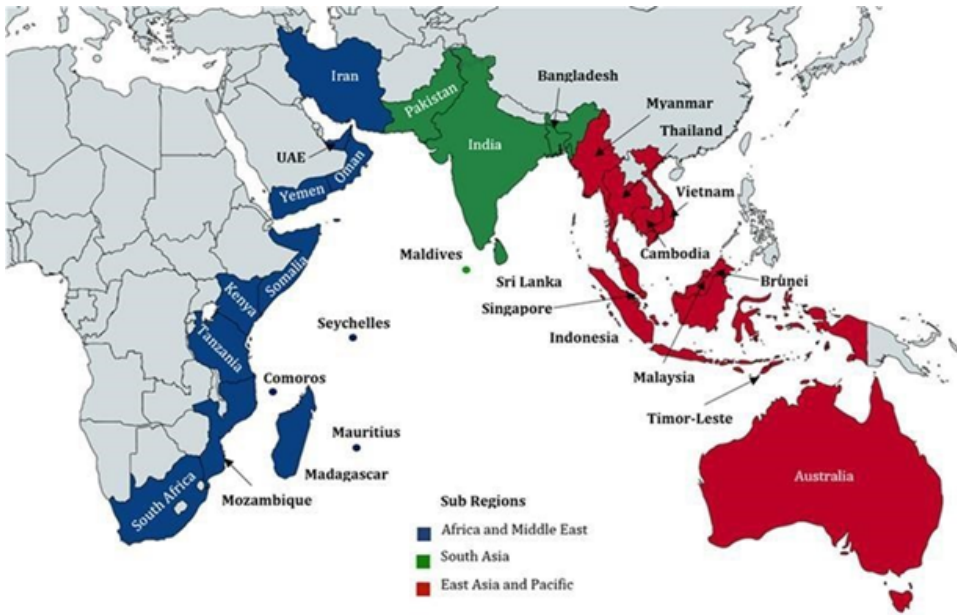 Iran
Pakistan
Bangladesh
Myanmar
India
Thailand
UAE
Oman
Yemen
Vietnam
Maldives
Cambodia
Somalia
Sri Lanka
Brunei
Kenya
Singapore
Seychelles
Indonesia
Tanzania
Malaysia
Comoros
Timor-Leste
Mauritius
Madagascar
Australia
South Africa
Mozambique
Sub Regions
Africa and Middle East
South Asia
East Asia and Pacific